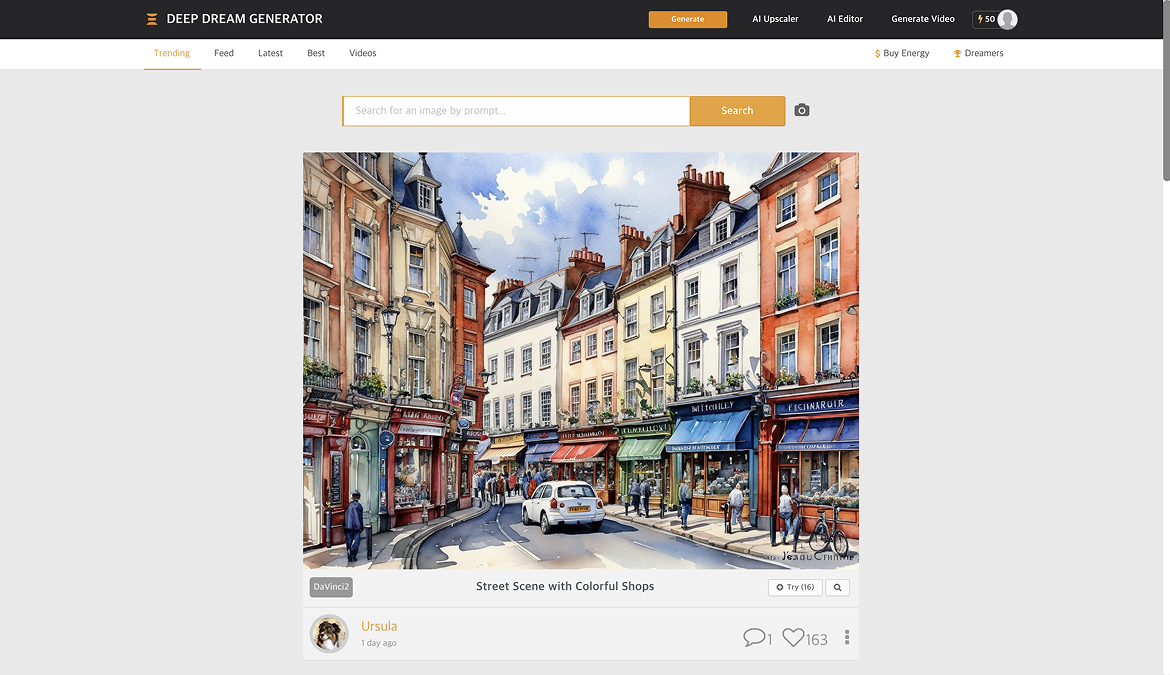 DEEP DREAM GENERATOR
Generate
AI Upscaler
AI Editor
Generate Video
50
Trending
Feed
Latest
Best
Videos
$ Buy Energy
Dreamers
Search for an image by prompt...
Search
DaVinci2
Street Scene with Colorful Shops
Try (16)
Ursula
1 day ago
1
163